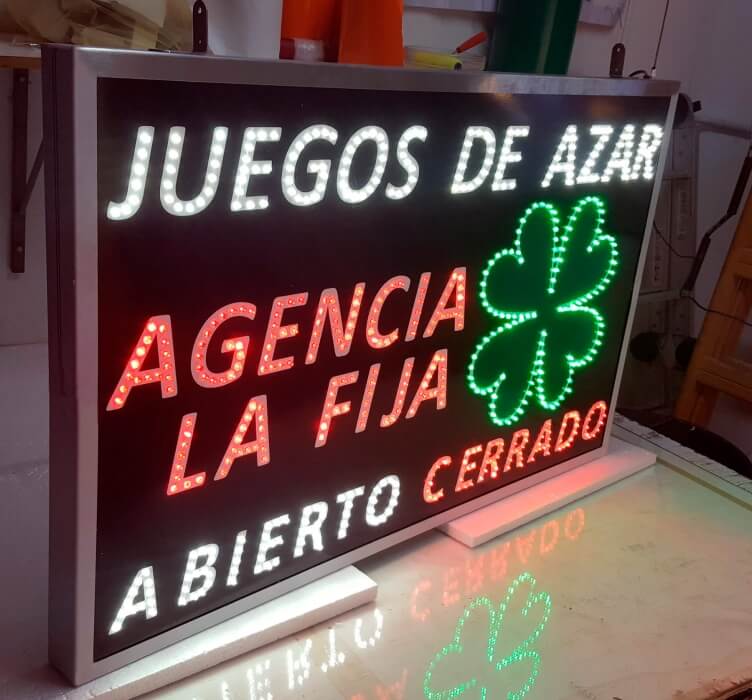 JUEGOS DE AZAR
AGENCIA
LA FIJA
ABIERTO CERRADO